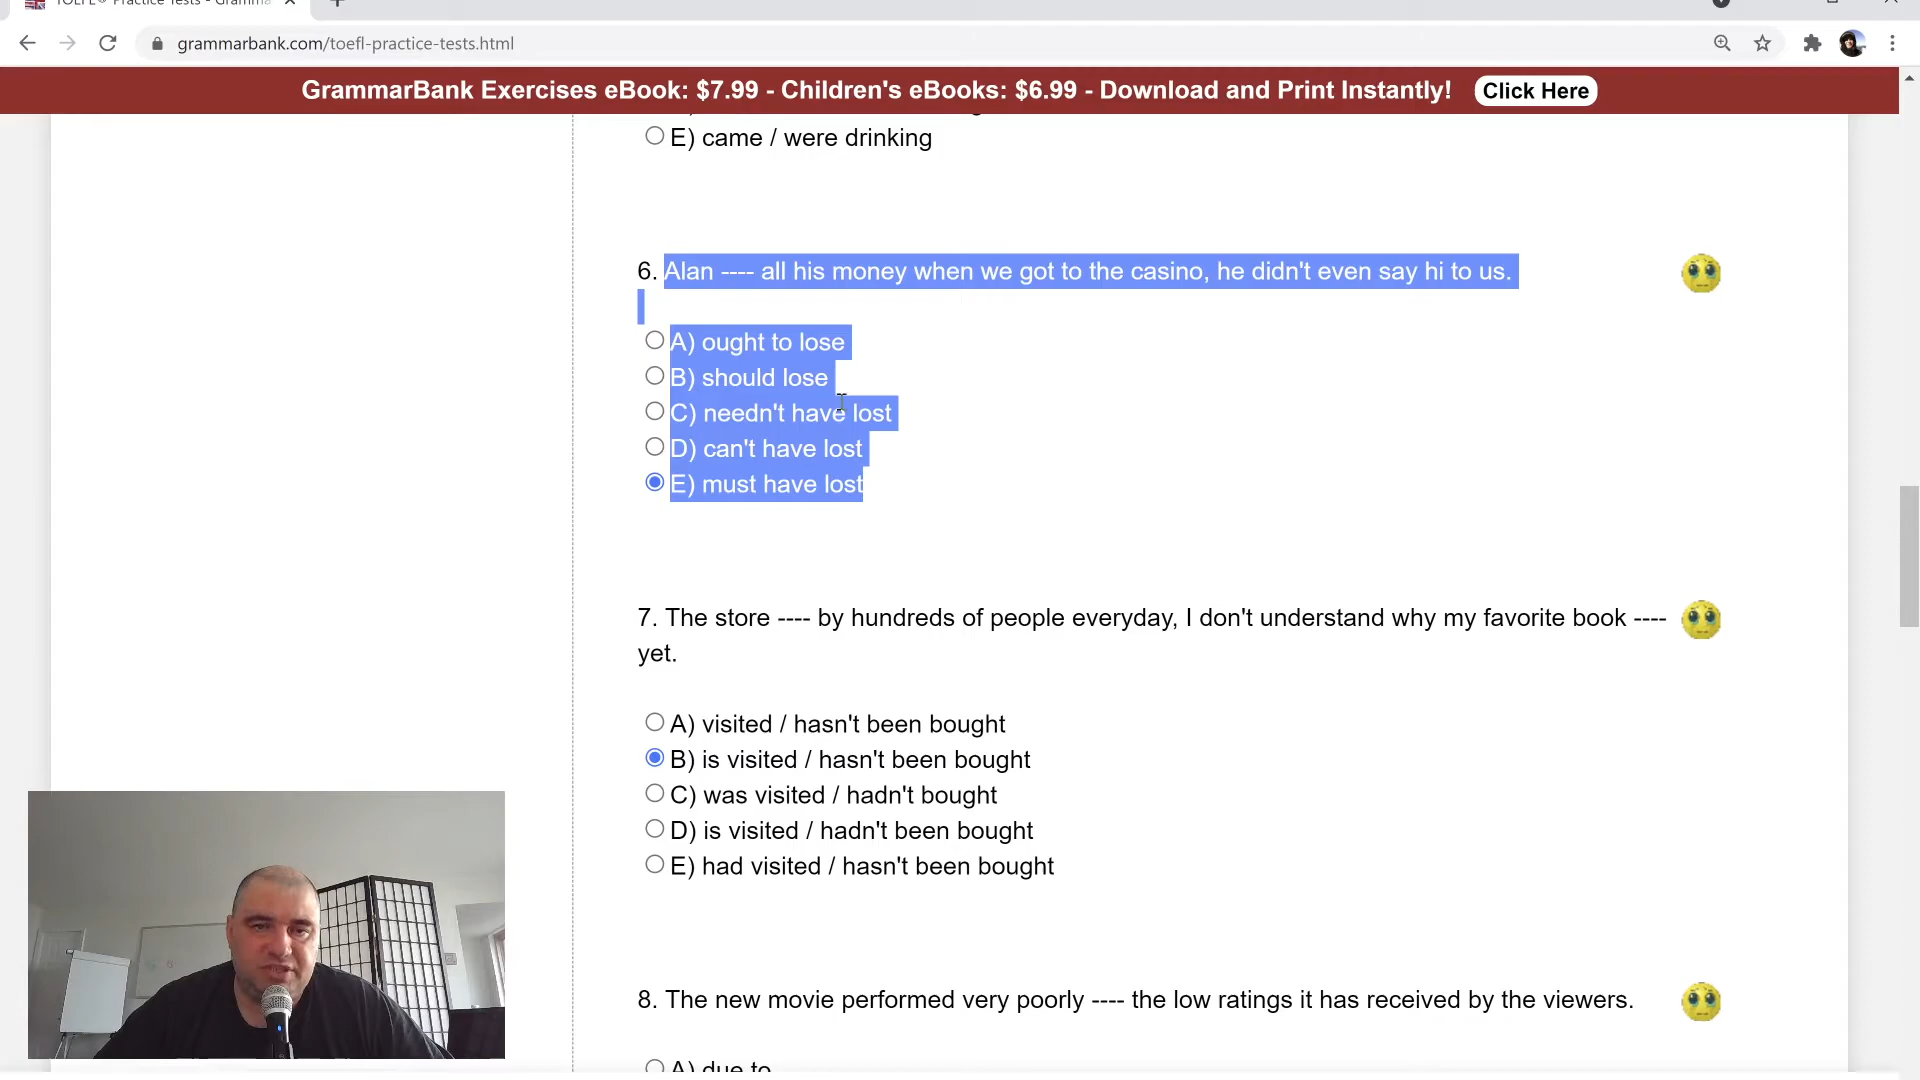 grammarbank.com/toefl-practice-tests.html
GrammarBank Exercises eBook: $7.99 - Children's eBooks: $6.99 - Download and Print Instantly! Click Here
E) came / were drinking
6. Alan ---- all his money when we got to the casino, he didn't even say hi to us.
A) ought to lose
B) should lose
C) needn't have lost
D) can't have lost
E) must have lost
7. The store ---- by hundreds of people everyday, I don't understand why my favorite book ----
yet.
A) visited / hasn't been bought
B) is visited / hasn't been bought
C) was visited / hadn't bought
D) is visited / hadn't been bought
E) had visited / hasn't been bought
8. The new movie performed very poorly ---- the low ratings it has received by the viewers.
A) due to